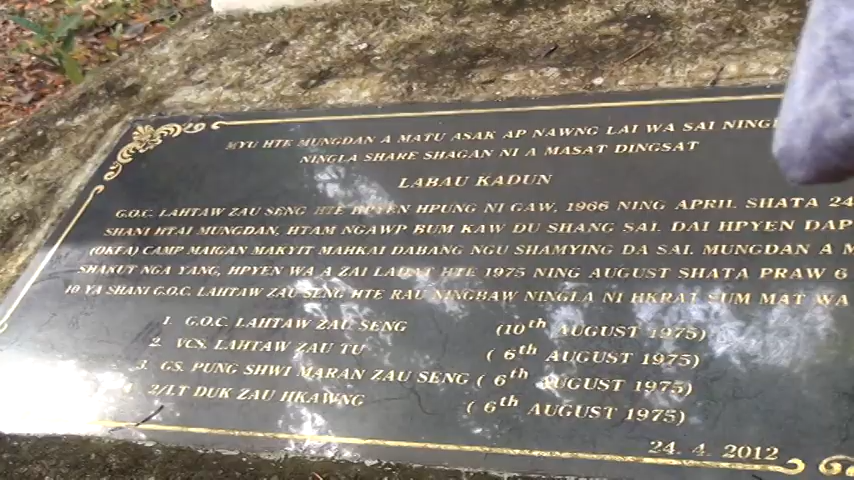 MYU HTE MUNGDAN A MATU ASAK AP NAWNG LAI WA SAI NINGL
NINGLA SHARE SHAGAN NI A MASAT DINGSAT
LABAU KADUN
G.O.C. LAHTAW ZAU SENG HTE HPYEN HPUNG NI GAW, 1966 NING APRIL SHATA 24
SHANI HTAI MUNGDAN, HTAM NGAWP BUM KAW DU SHANG SAI. DAI HPYEN DAP
(OKFA) CAMP MAIGAN MAKYIT MAHKAI DABANG NGU SHAMYING DA SAI. MUNGDAN A M
SHAKUT NGA YANG, HPYEN WA A ZAI LADAT HTE 1975 NING AUGUST SHATA PRAW 6
10 YA SHANI G.O.C. LAHTAW ZAU SENG HTE RAU NINGBAW NINGLA NI HKRAT SUM MAT WA
1. G.O.C. LAHTAW ZAU SENG (10th AUGUST 1975)
2. VCS. LAHTAW ZAU TU (6th AUGUST 1975)
3. GS. PUNG SHWI MARAN ZAU SENG (6th AUGUST 1975)
4. 2/LT DUK ZAU HKAWNG (6th AUGUST 1975)
24. 4. 2012